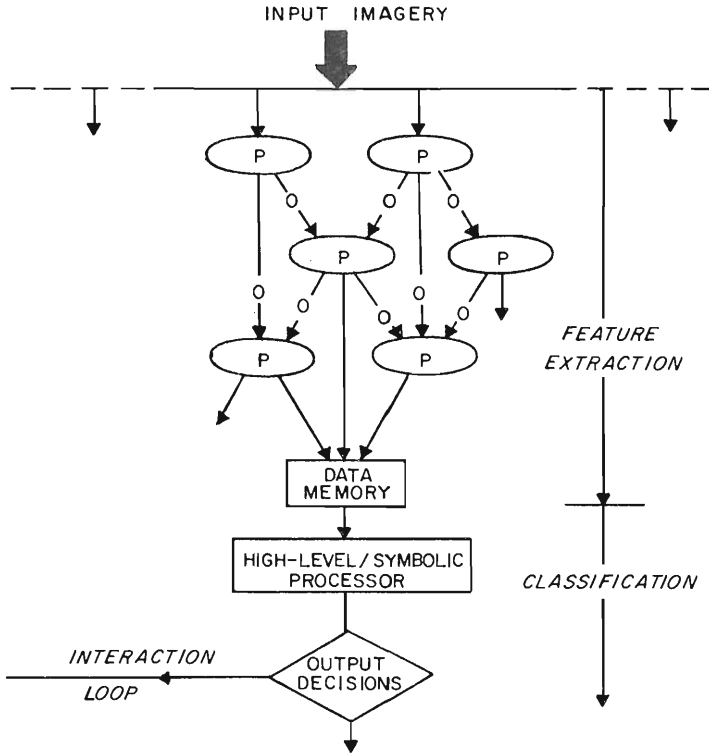 INPUT IMAGERY
P
P
O
O
O
P
P
O
O
O
O
O
P
P
FEATURE
EXTRACTION
DATA
MEMORY
HIGH-LEVEL/SYMBOLIC
PROCESSOR
CLASSIFICATION
INTERACTION
LOOP
OUTPUT
DECISIONS